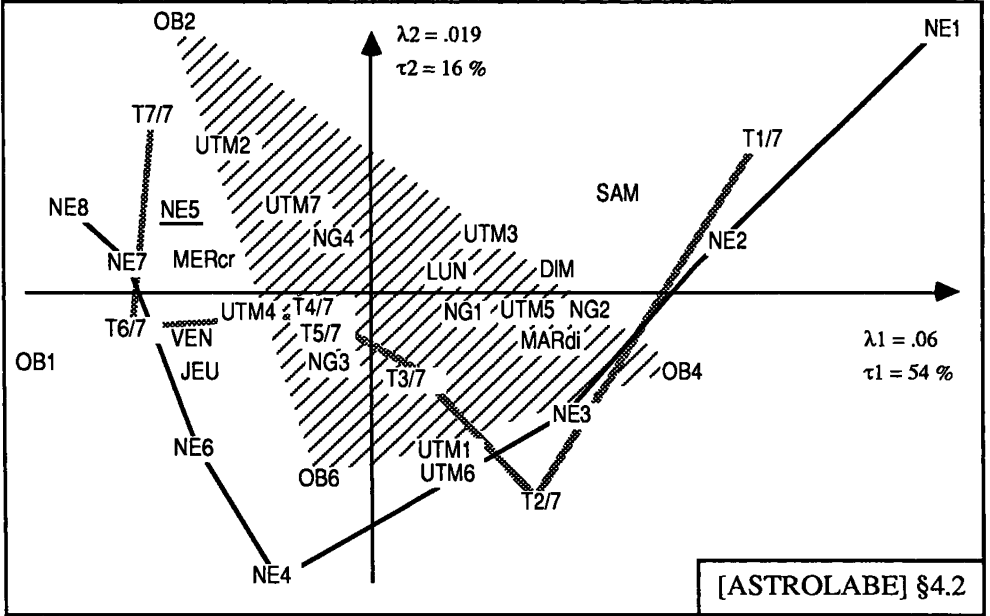 OB2
λ2 = .019
NE1
τ2 = 16 %
T7/7
T1/7
UTM2
SAM
NE8
NE5
UTM7
NG4
UTM3
NE2
NE7
MERcr
LUN
DIM
UTM4
T4/7
NG1
UTM5
NG2
T6/7
VEN
T5/7
MARdi
λ1 = .06
OB1
JEU
NG3
T3/7
OB4
τ1 = 54 %
NE3
NE6
UTM1
OB6
UTM6
T2/7
NE4
[ASTROLABE] §4.2